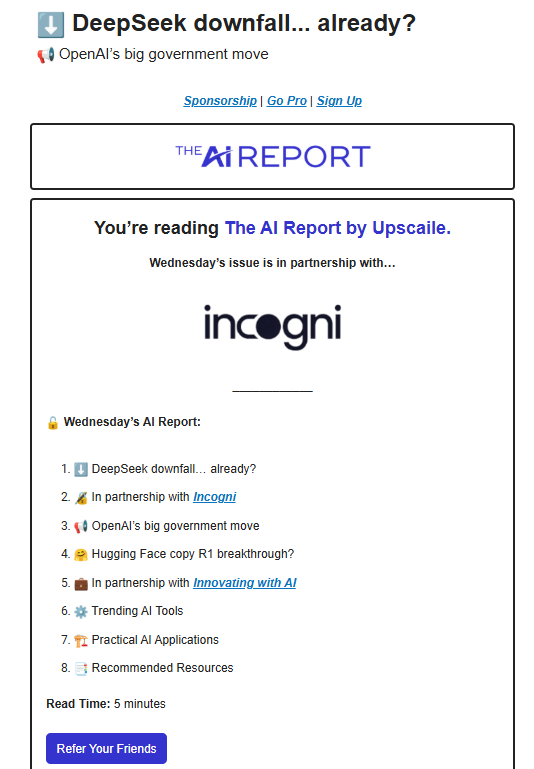 ⬇️ DeepSeek downfall... already?
📢 OpenAI’s big government move
Sponsorship | Go Pro | Sign Up
THE AI REPORT
You’re reading The AI Report by Upscaile.
Wednesday’s issue is in partnership with…
incogni
____________
🔓 Wednesday’s AI Report:
1. ⬇️ DeepSeek downfall… already?
2. 🕵️ In partnership with Incogni
3. 📢 OpenAI’s big government move
4. 🤗 Hugging Face copy R1 breakthrough?
5. 💼 In partnership with Innovating with AI
6. ⚙️ Trending AI Tools
7. 🏗️ Practical AI Applications
8. 📑 Recommended Resources
Read Time: 5 minutes
Refer Your Friends